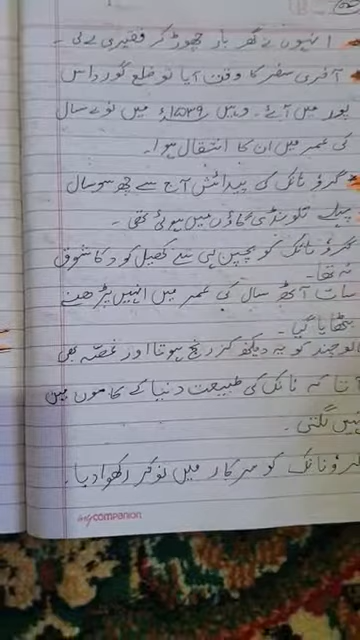 انہوں نے گھر بار چھوڑ کر فقیری لے لی ۔
آخری سفر کا وقت آیا تو ضلع گورداس
پور میں آئے۔ وہیں ۱۵۳۹ء میں نوے سال
کی عمر میں ان کا انتقال ہوا۔
گرو نانک کی پیدائش آج سے چھ سو سال
پہلے تلونڈی گاؤں میں ہوئی تھی ۔
گرو نانک کو بچپن ہی سے کھیل کود کا شوق
نہ تھا۔
سات آٹھ سال کی عمر میں انہیں پڑھنے
بٹھایا گیا ۔
کالو چند کو یہ دیکھ کر رنج ہوتا اور غصّہ بھی
آتا کہ نانک کی طبیعت دنیا کے کاموں میں
نہیں لگتی ۔
گرو نانک کو سرکار میں نوکر رکھوا دیا ۔
companion